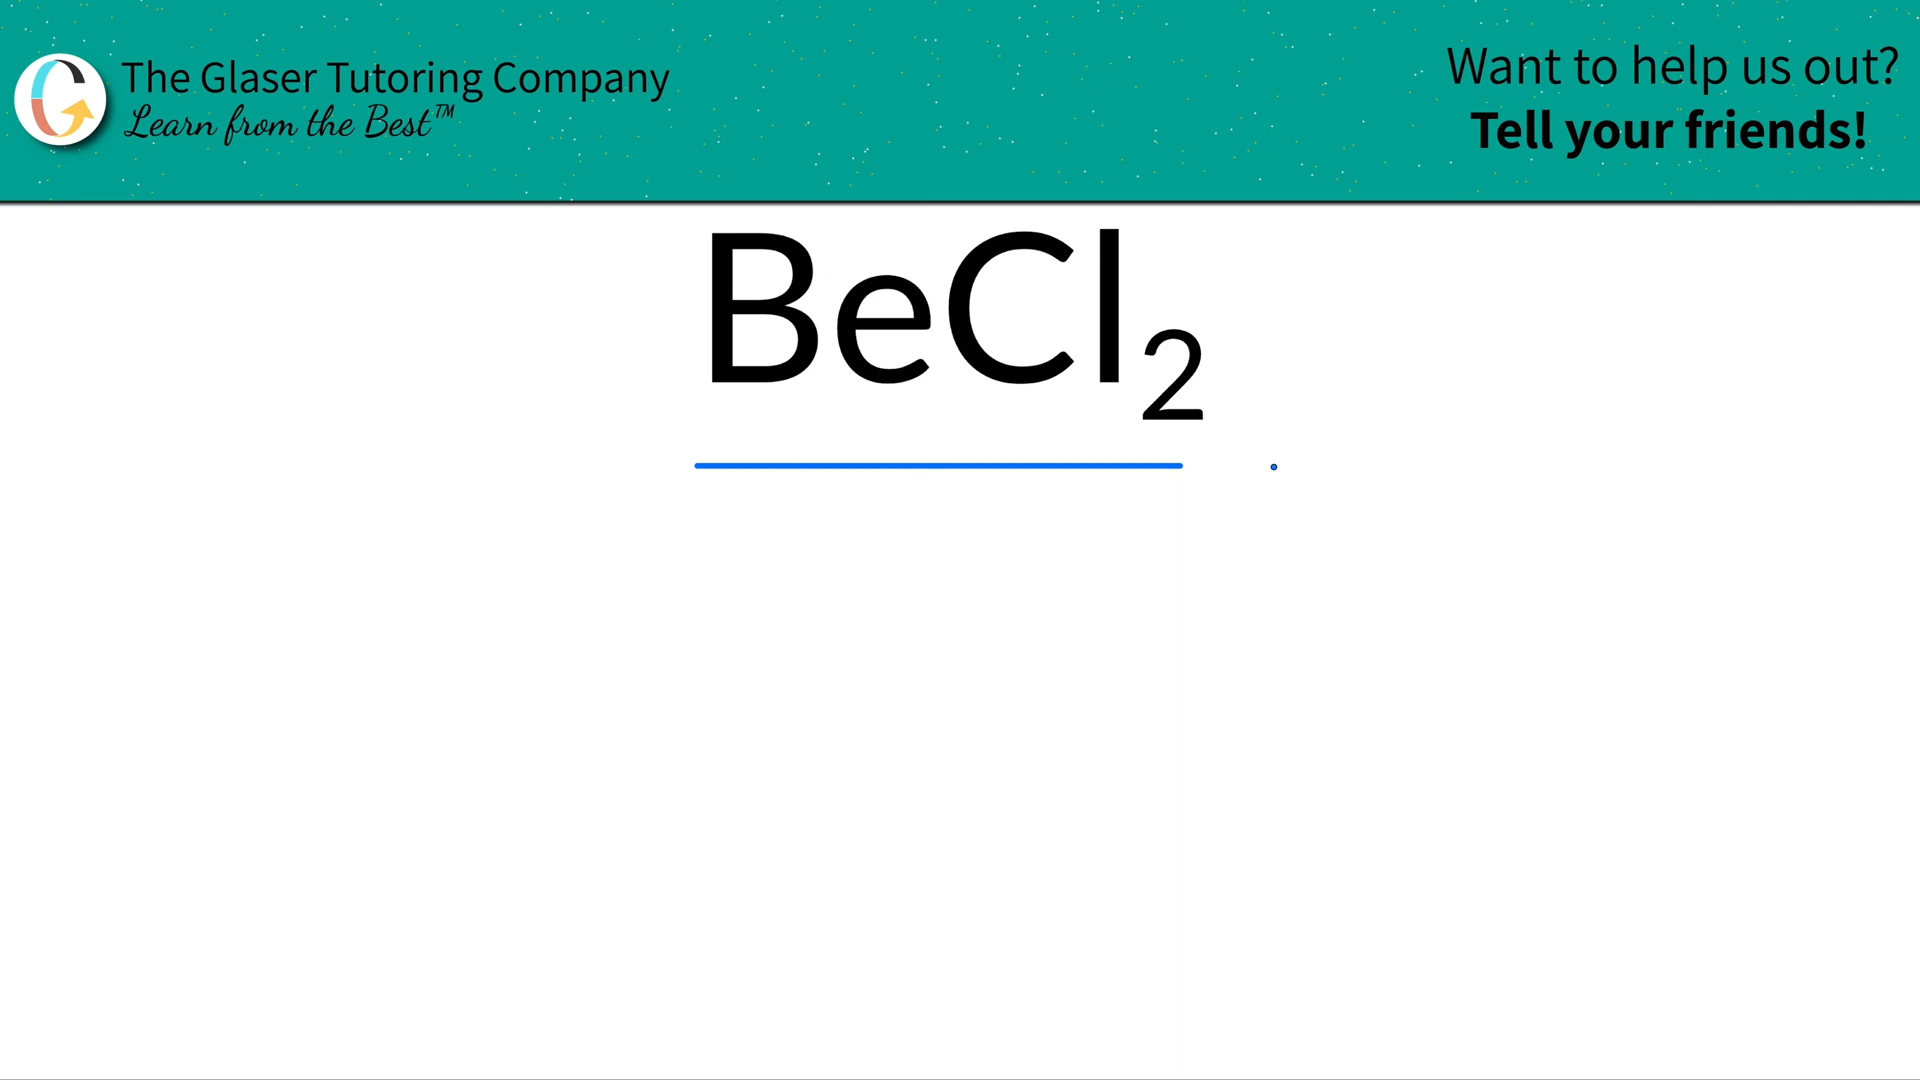 The Glaser Tutoring Company
Learn from the Best™
Want to help us out?
Tell your friends!
BeCl₂